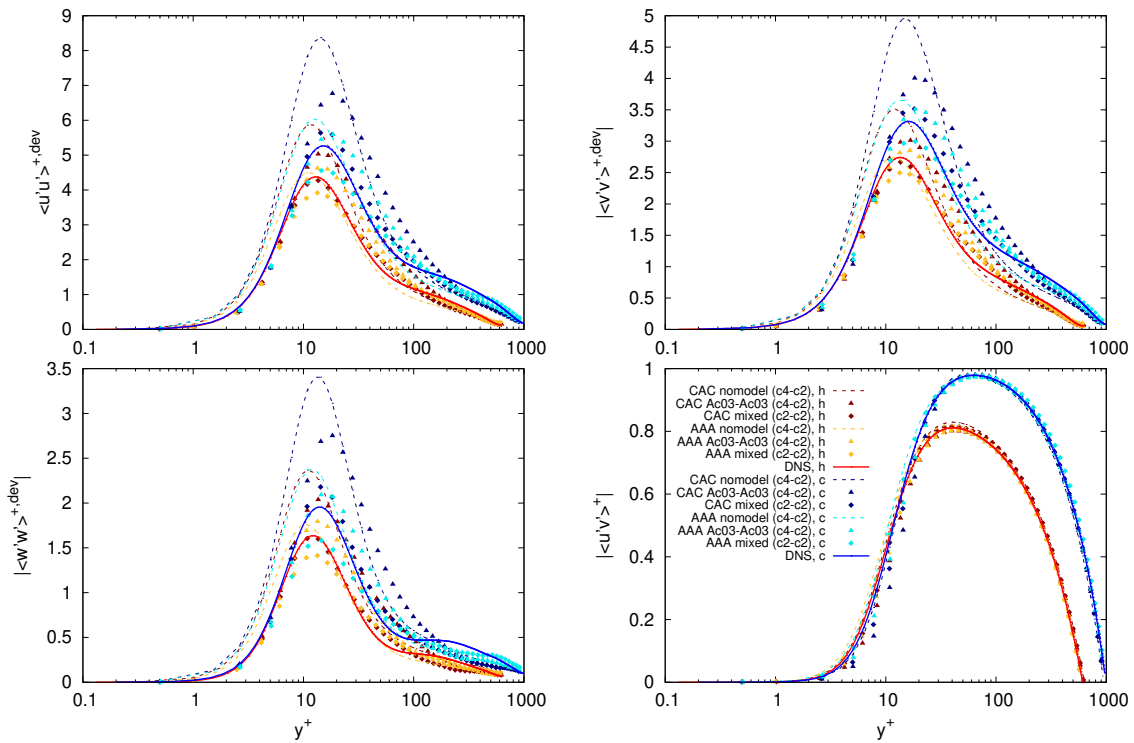 <u'u'>+,dev
9
8
7
6
5
4
3
2
1
0
0.1 1 10 100 1000
|<v'v'>+,dev|
5
4.5
4
3.5
3
2.5
2
1.5
1
0.5
0
0.1 1 10 100 1000
|<w'w'>+,dev|
3.5
3
2.5
2
1.5
1
0.5
0
0.1 1 10 100 1000
y+
|<u'v'>+|
1
0.8
0.6
0.4
0.2
0
CAC nomodel (c4-c2), h
CAC Ac03-Ac03 (c4-c2), h
CAC mixed (c2-c2), h
AAA nomodel (c4-c2), h
AAA Ac03-Ac03 (c4-c2), h
AAA mixed (c2-c2), h
DNS, h
CAC nomodel (c4-c2), c
CAC Ac03-Ac03 (c4-c2), c
CAC mixed (c2-c2), c
AAA nomodel (c4-c2), c
AAA Ac03-Ac03 (c4-c2), c
AAA mixed (c2-c2), c
DNS, c
0.1 1 10 100 1000
y+